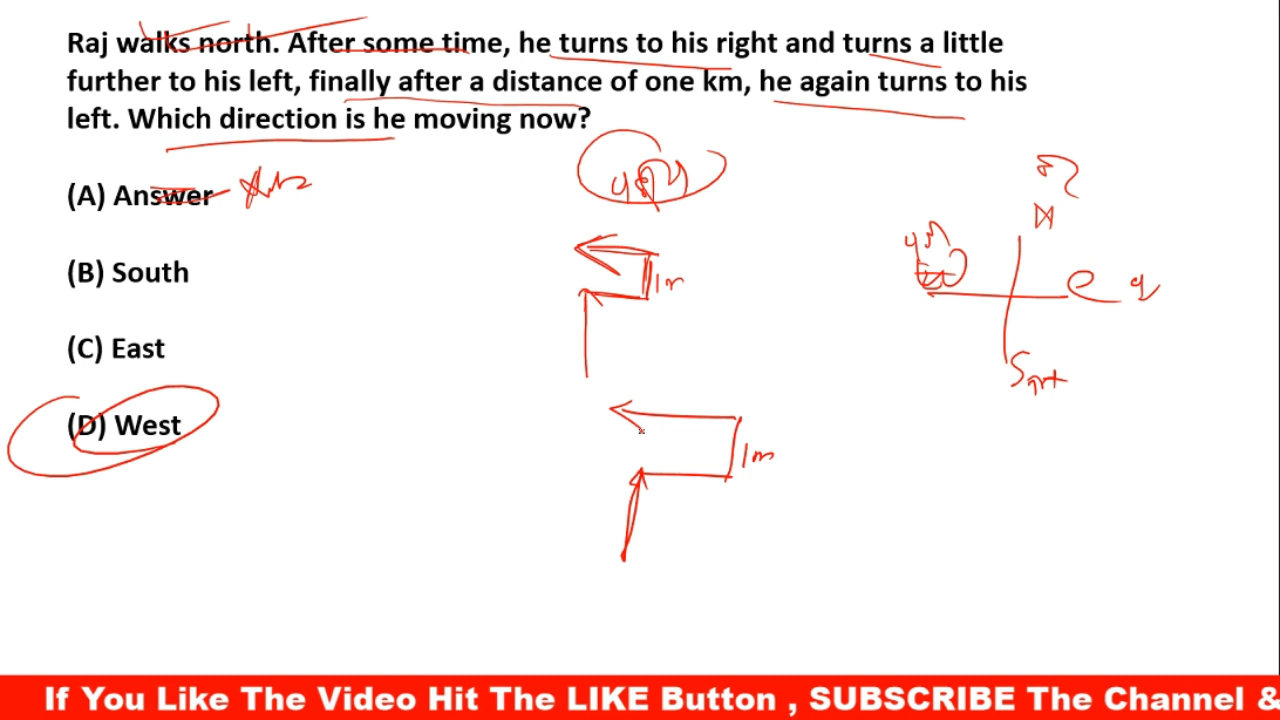 Raj walks north. After some time, he turns to his right and turns a little
further to his left, finally after a distance of one km, he again turns to his
left. Which direction is he moving now?
(A) Answer
(B) South
(C) East
(D) West
1m
If You Like The Video Hit The LIKE Button , SUBSCRIBE The Channel &